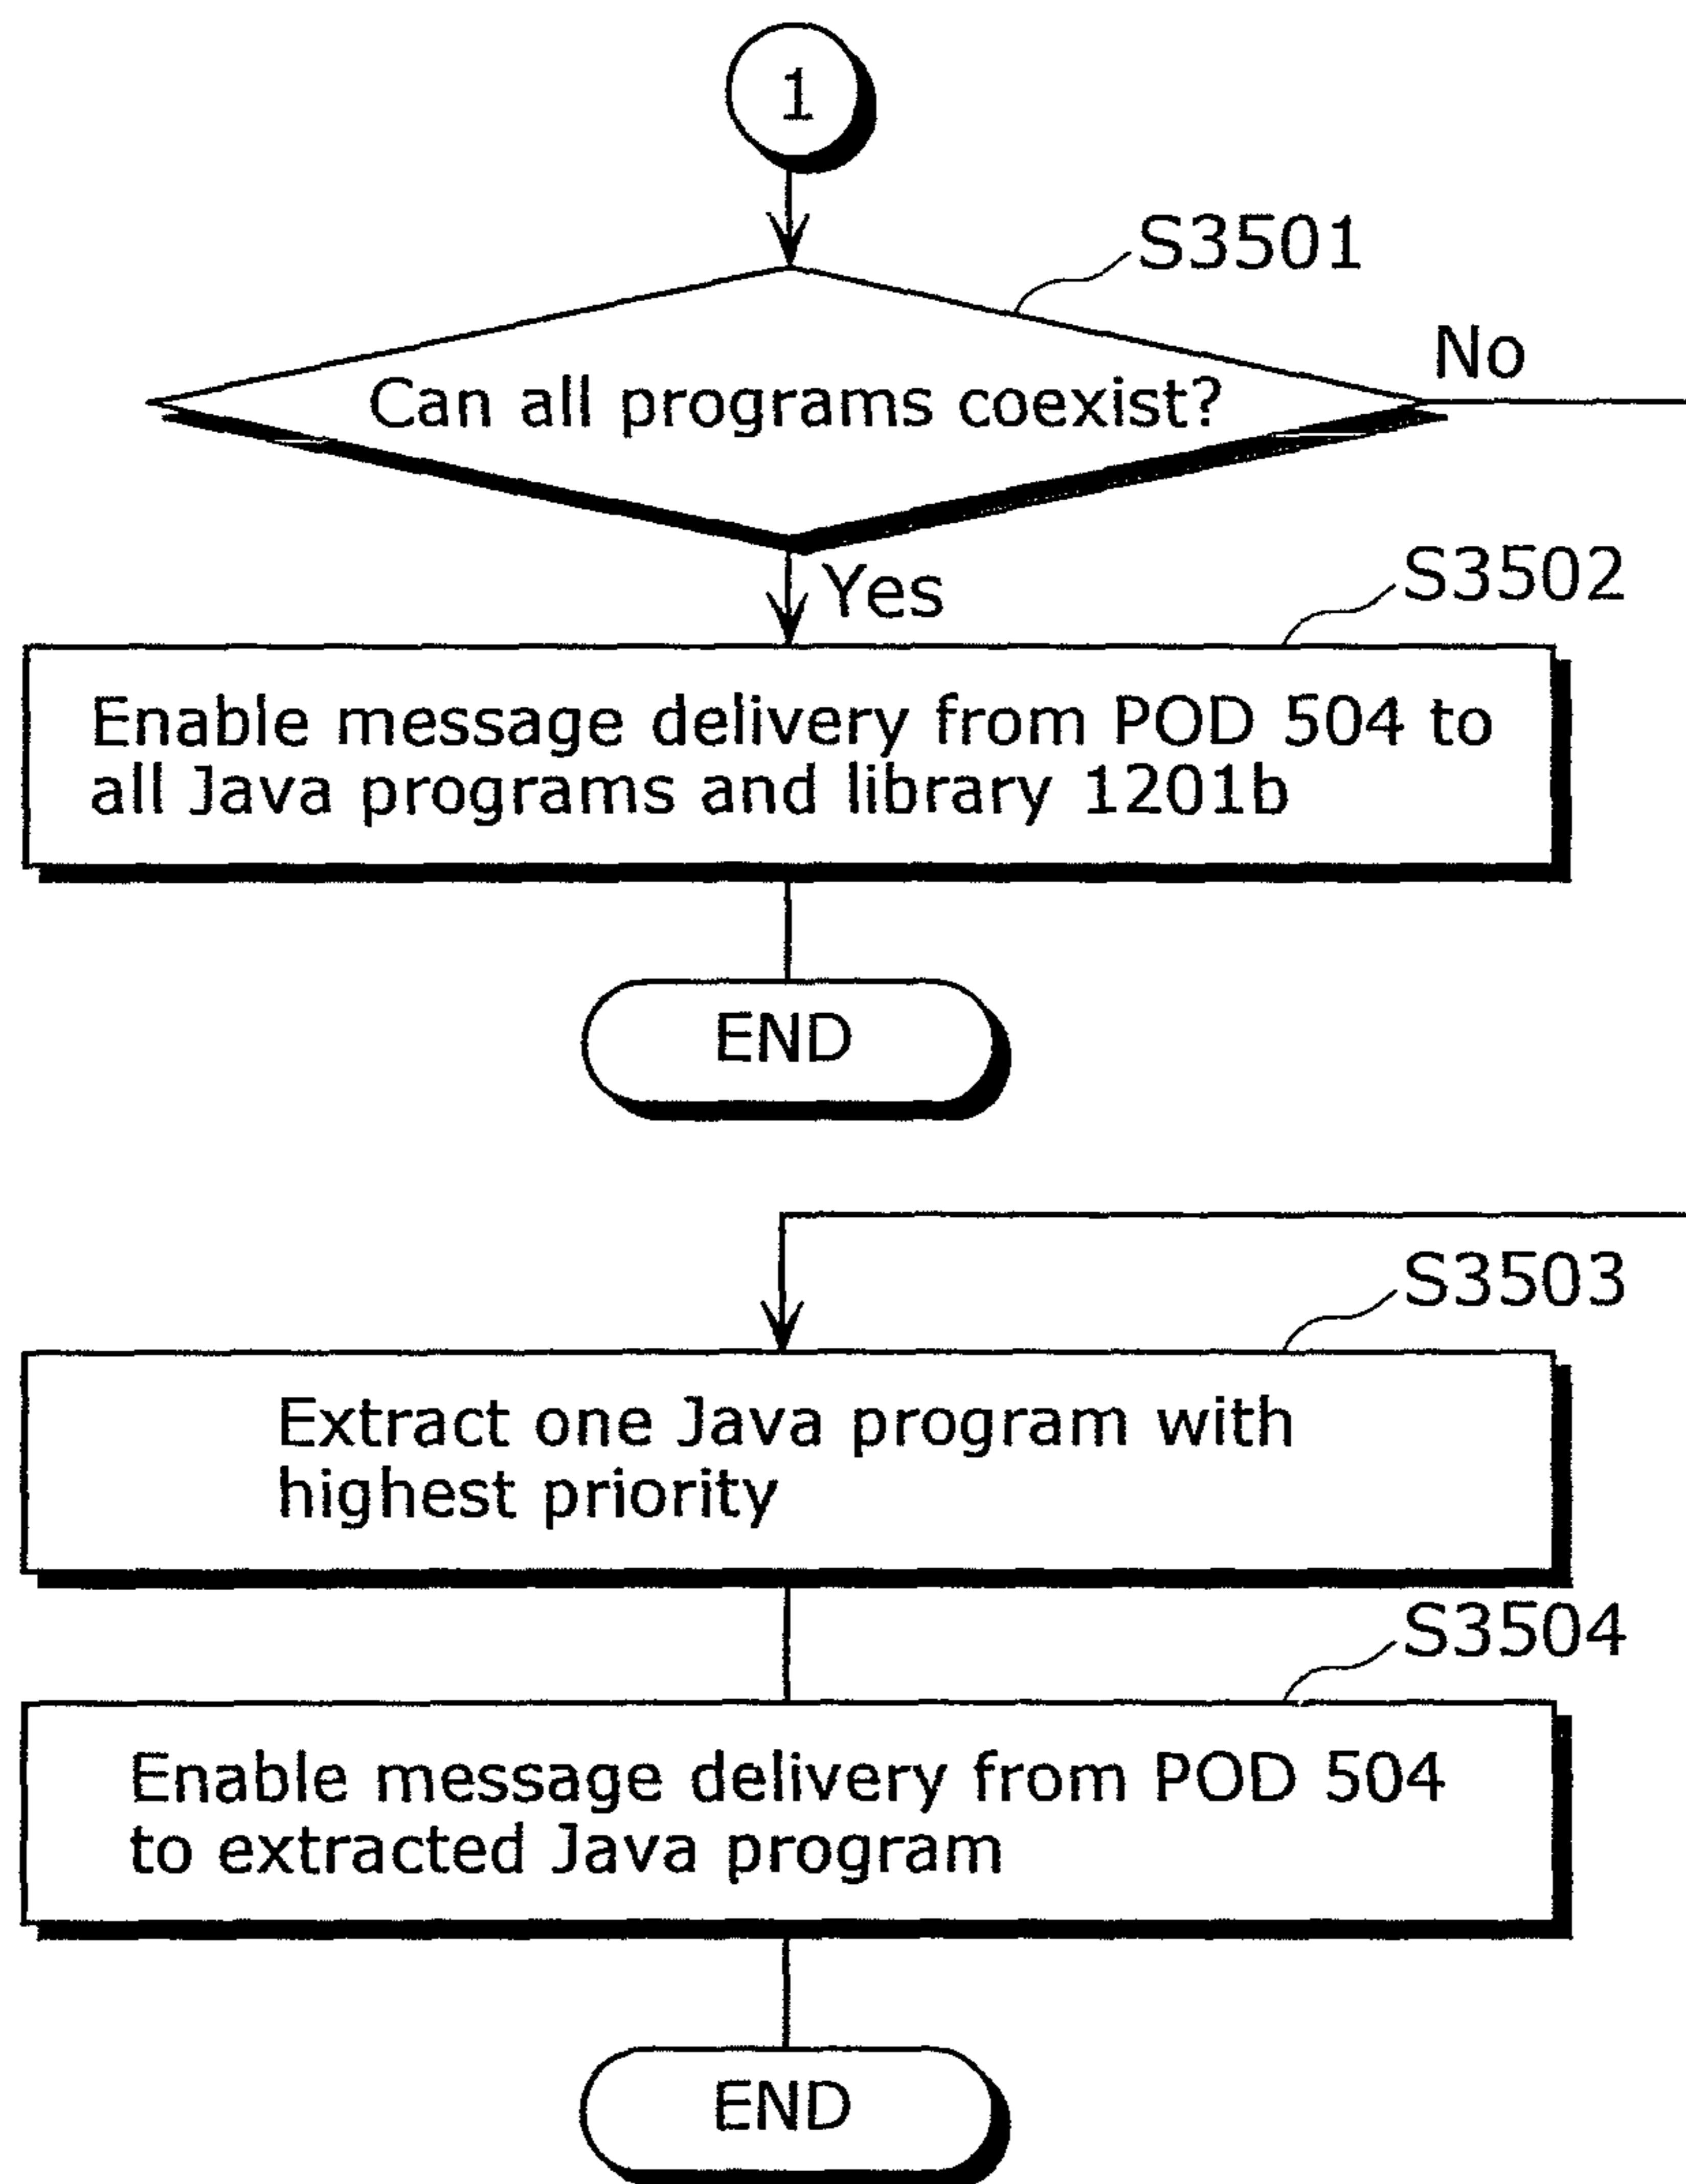 1
S3501
Can all programs coexist?
No
Yes
S3502
Enable message delivery from POD 504 to
all Java programs and library 1201b
END
S3503
Extract one Java program with
highest priority
S3504
Enable message delivery from POD 504
to extracted Java program
END